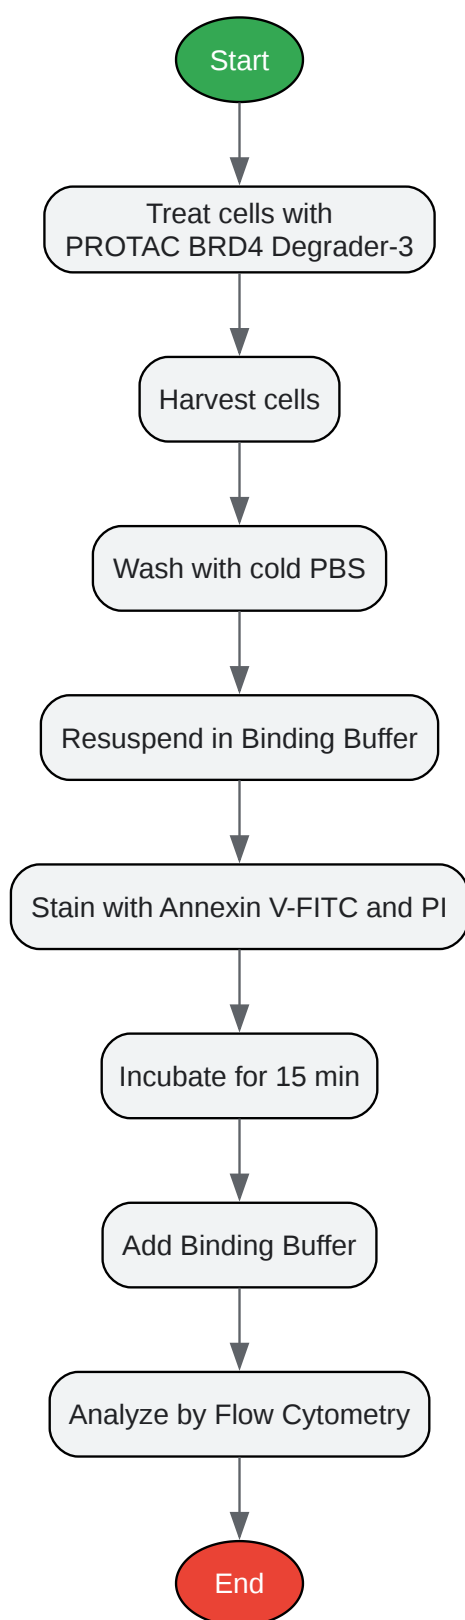 Start
Treat cells with
PROTAC BRD4 Degrader-3
Harvest cells
Wash with cold PBS
Resuspend in Binding Buffer
Stain with Annexin V-FITC and PI
Incubate for 15 min
Add Binding Buffer
Analyze by Flow Cytometry
End